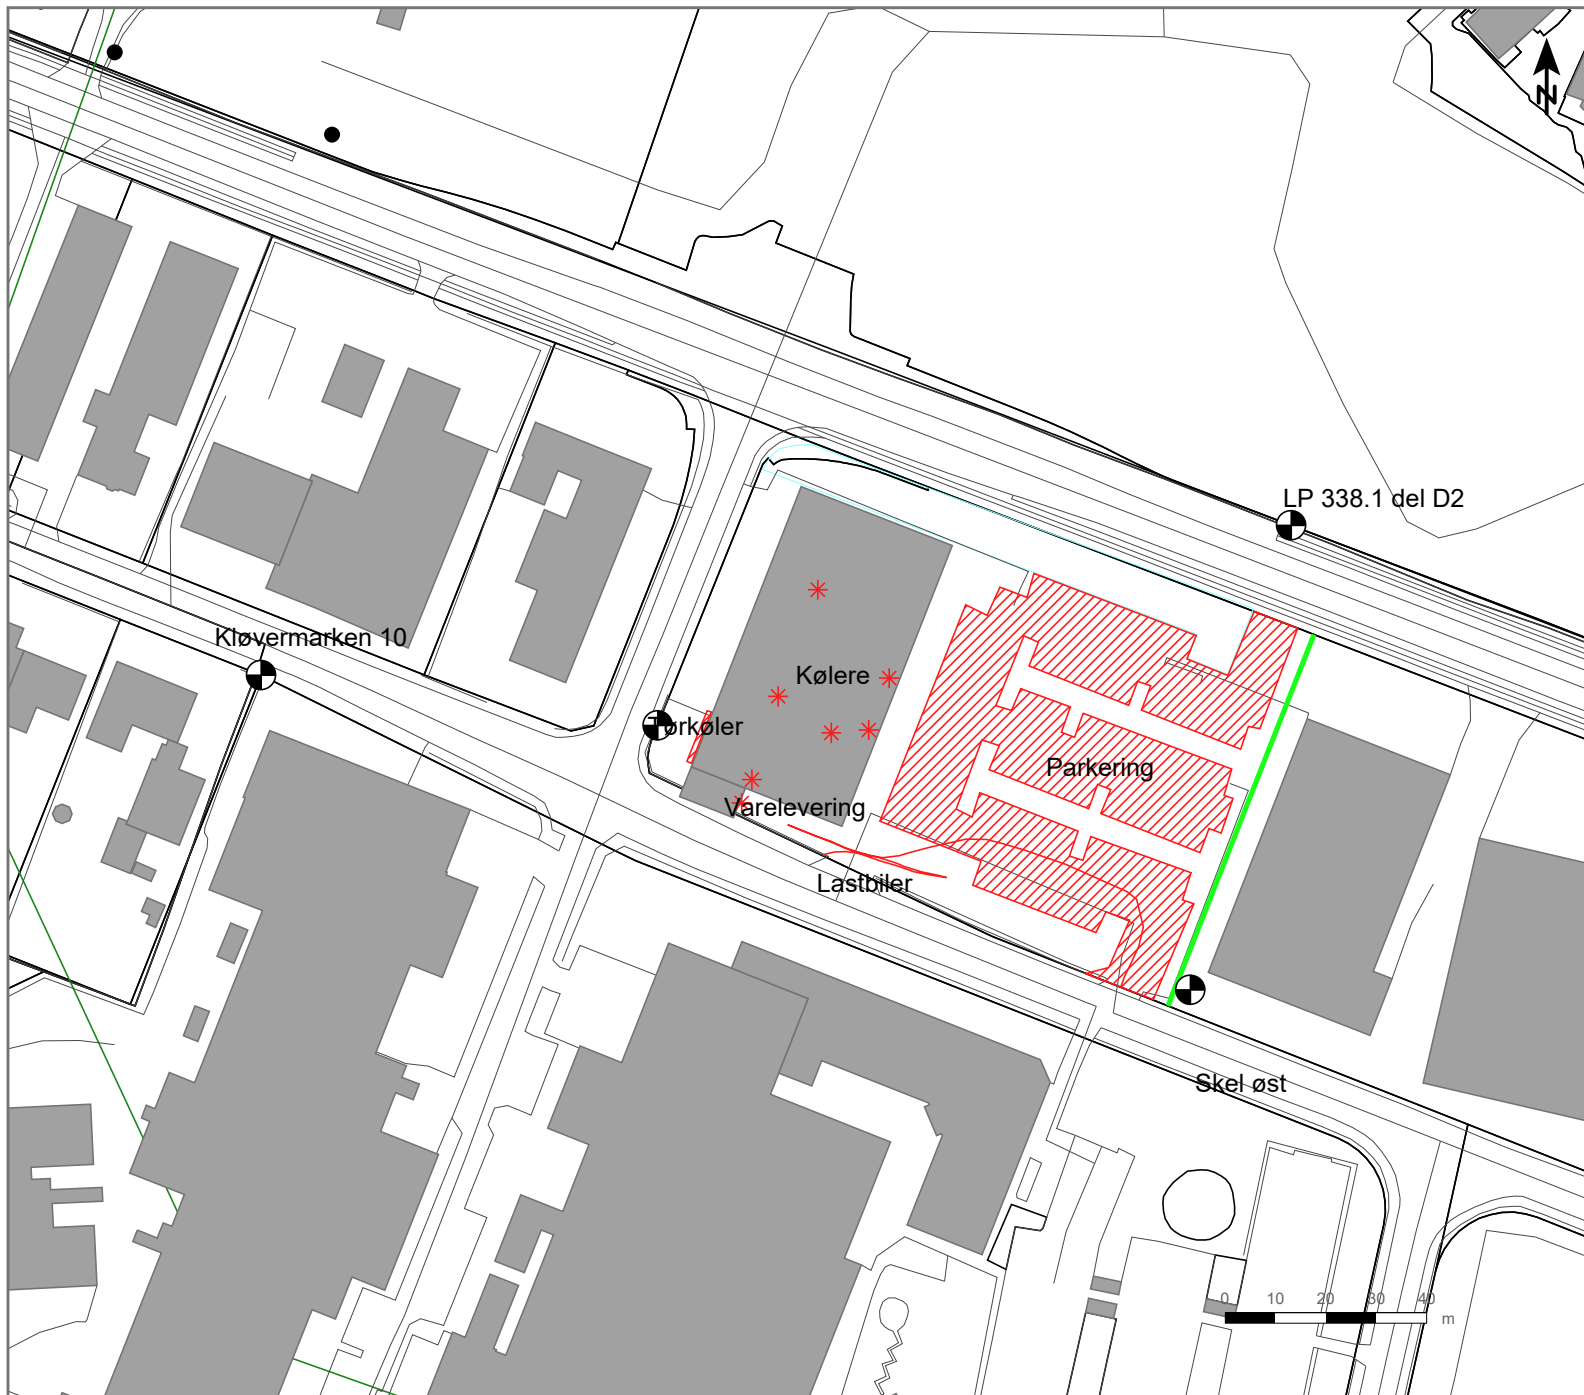 N
LP 338.1 del D2
Kløvermarken 10
Kølere
Tørkøler
Parkering
Varelevering
Lastbiler
Skel øst
0 10 20 30 40
m